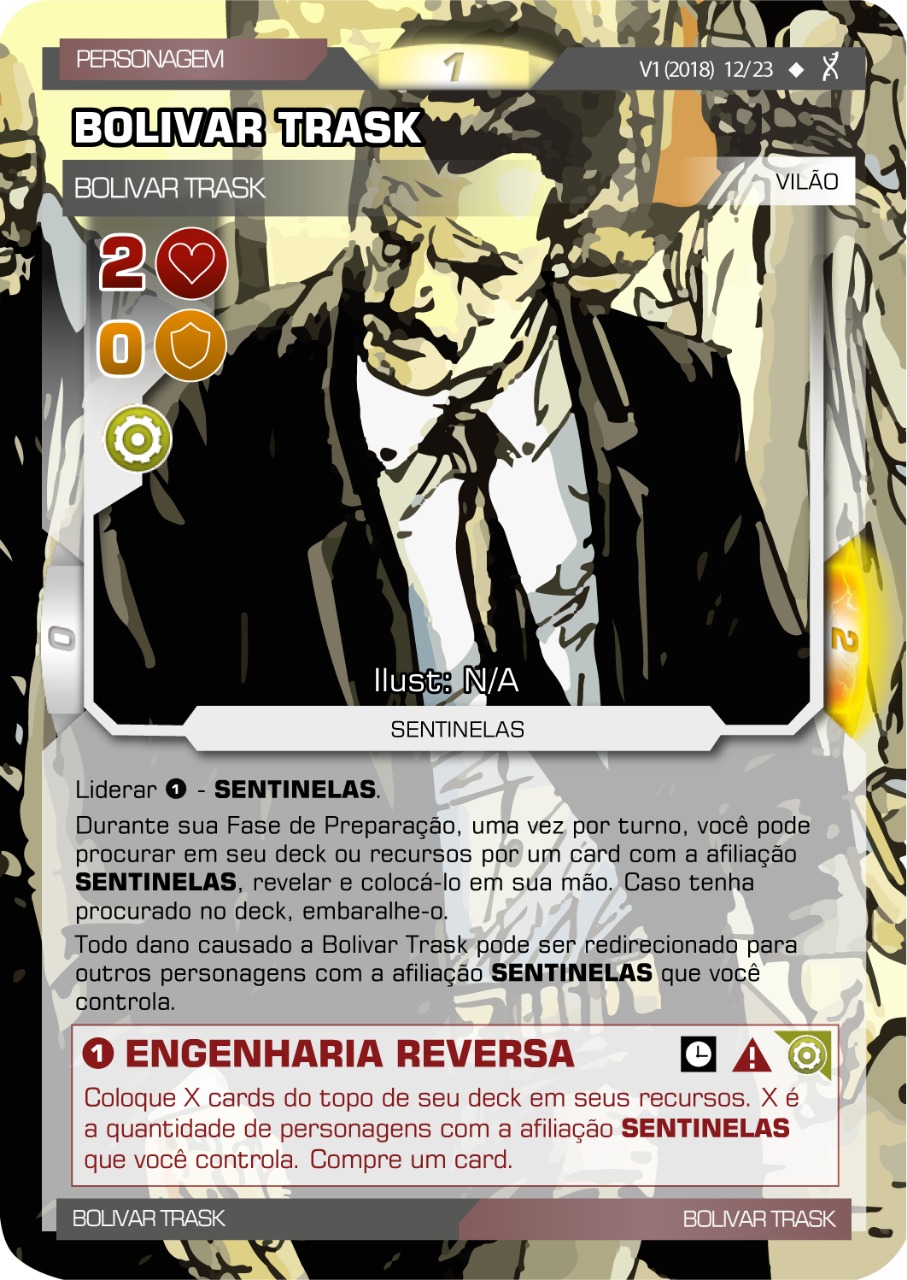 PERSONAGEM
1
V1 (2018) 12/23
BOLIVAR TRASK
BOLIVAR TRASK
VILÃO
2
0
0
2
Ilust: N/A
SENTINELAS
Liderar ❶ - SENTINELAS.
Durante sua Fase de Preparação, uma vez por turno, você pode
procurar em seu deck ou recursos por um card com a afiliação
SENTINELAS, revelar e colocá-lo em sua mão. Caso tenha
procurado no deck, embaralhe-o.
Todo dano causado a Bolivar Trask pode ser redirecionado para
outros personagens com a afiliação SENTINELAS que você
controla.
❶ ENGENHARIA REVERSA
Coloque X cards do topo de seu deck em seus recursos. X é
a quantidade de personagens com a afiliação SENTINELAS
que você controla. Compre um card.
BOLIVAR TRASK
BOLIVAR TRASK